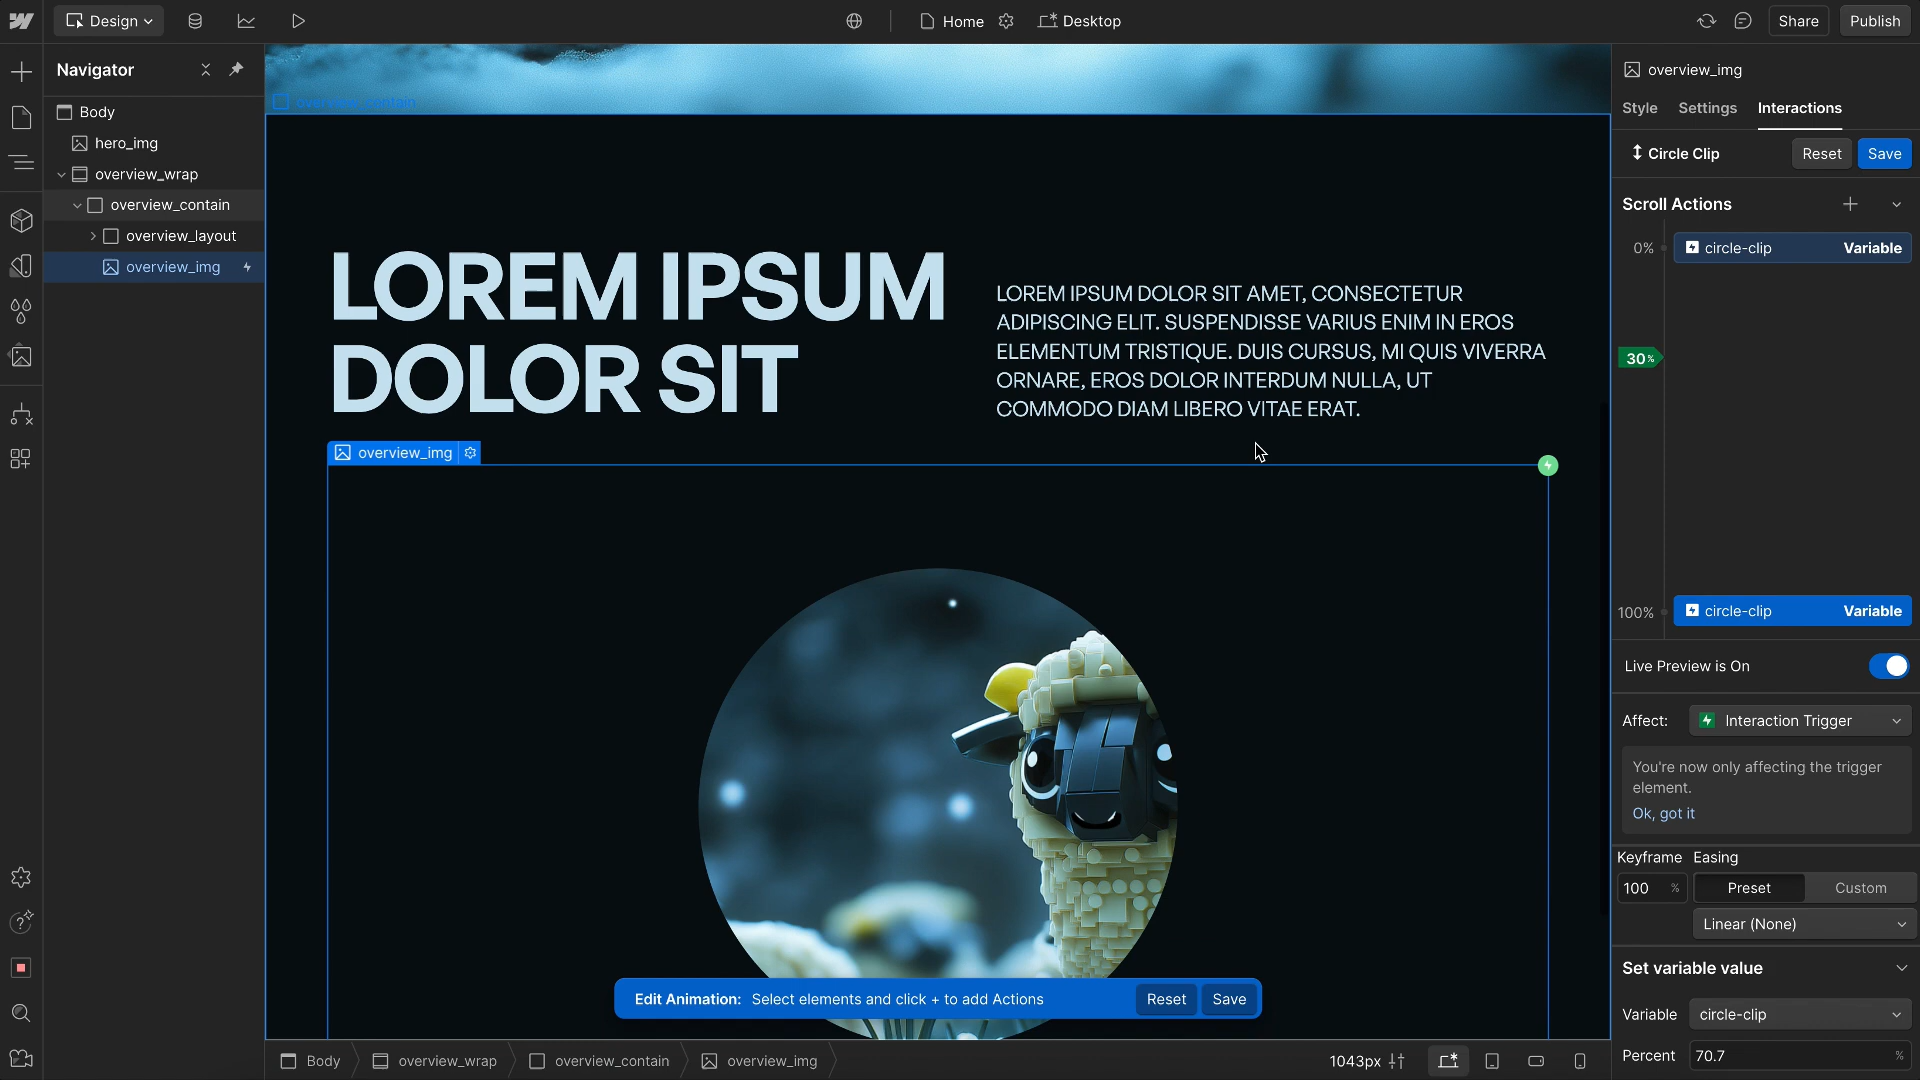 Design
Home
Desktop
Share
Publish
Navigator
Body
hero_img
overview_wrap
overview_contain
overview_layout
overview_img
overview_contain
LOREM IPSUM
DOLOR SIT
LOREM IPSUM DOLOR SIT AMET, CONSECTETUR
ADIPISCING ELIT. SUSPENDISSE VARIUS ENIM IN EROS
ELEMENTUM TRISTIQUE. DUIS CURSUS, MI QUIS VIVERRA
ORNARE, EROS DOLOR INTERDUM NULLA, UT
COMMODO DIAM LIBERO VITAE ERAT.
overview_img
Edit Animation: Select elements and click + to add Actions
Reset
Save
Body
overview_wrap
overview_contain
overview_img
1043px
overview_img
Style
Settings
Interactions
Circle Clip
Reset
Save
Scroll Actions
0%
circle-clip
Variable
30%
100%
circle-clip
Variable
Live Preview is On
Affect:
Interaction Trigger
You're now only affecting the trigger
element.
Ok, got it
Keyframe
Easing
100 %
Preset
Custom
Linear (None)
Set variable value
Variable
circle-clip
Percent
70.7 %